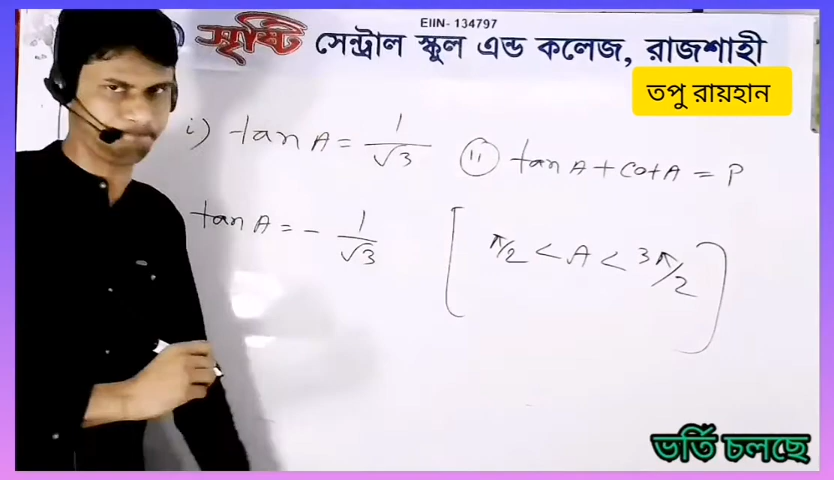 EIIN- 134797
সৃষ্টি সেন্ট্রাল স্কুল এন্ড কলেজ, রাজশাহী
তপু রায়হান
i) tan A = 1/√3 (ii) tan A + cot A = P
tan A = - 1/√3 [ π/2 < A < 3π/2 ]
ভর্তি চলছে